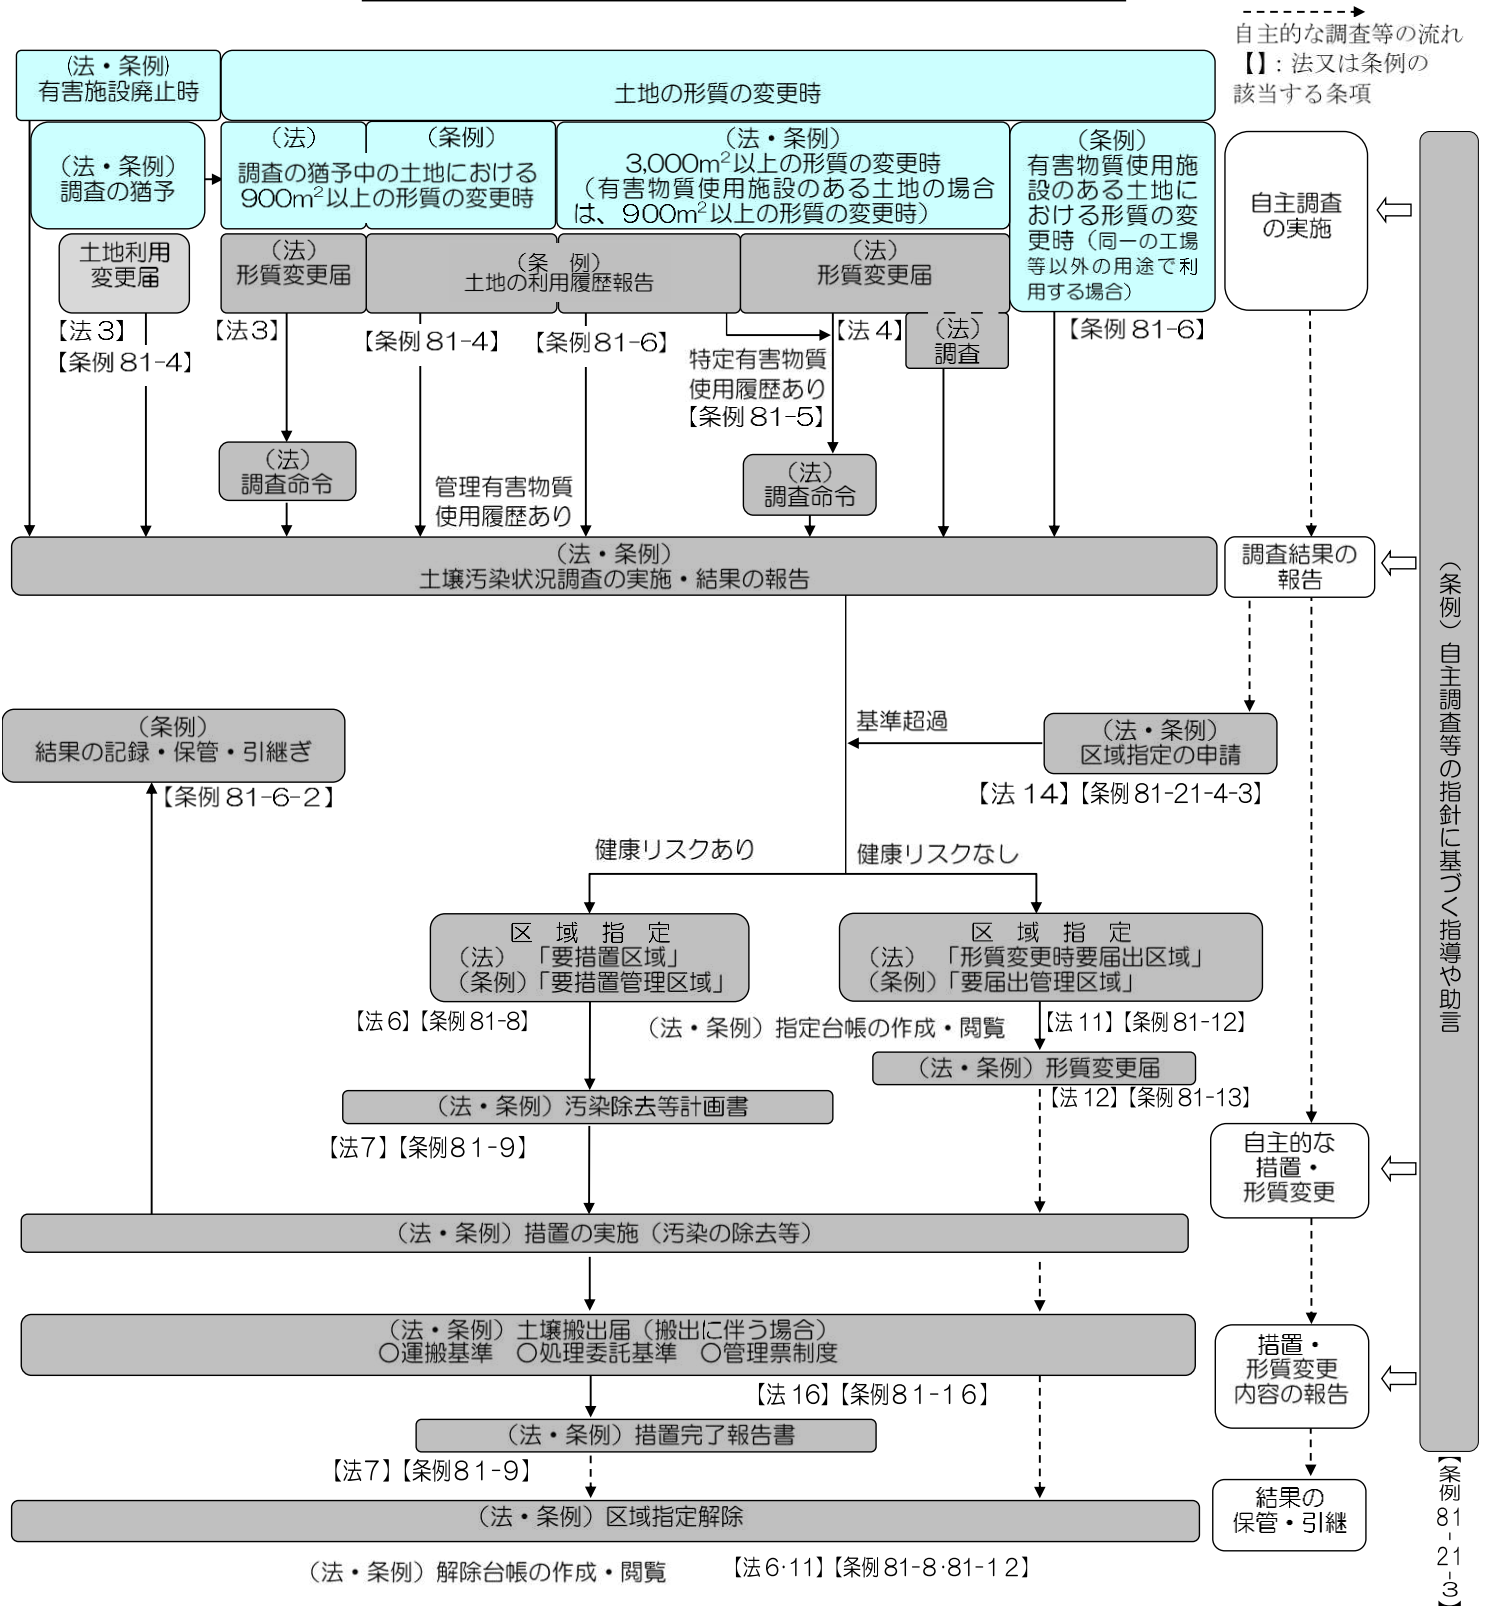 自主的な調査等の流れ
【】：法又は条例の
該当する条項
（法・条例）
有害施設廃止時
土地の形質の変更時
（法・条例）
調査の猶予
（法）
（条例）
調査の猶予中の土地における
900m²以上の形質の変更時
（法・条例）
3,000m²以上の形質の変更時
（有害物質使用施設のある土地の場合
は、900m²以上の形質の変更時）
（条例）
有害物質使用施
設のある土地に
おける形質の変
更時（同一の工場
等以外の用途で利
用する場合）
自主調査
の実施
土地利用
変更届
（法）
形質変更届
（条　例）
土地の利用履歴報告
（法）
形質変更届
【法３】
【条例81-4】
【法３】
【条例81-4】
【条例81-6】
【法４】
（法）
調査
【条例81-6】
特定有害物質
使用履歴あり
【条例81-5】
（法）
調査命令
管理有害物質
使用履歴あり
（法）
調査命令
（法・条例）
土壌汚染状況調査の実施・結果の報告
調査結果の
報告
（条例）自主調査等の指針に基づく指導や助言
【条例81-21-3】
（条例）
結果の記録・保管・引継ぎ
【条例81-6-2】
基準超過
（法・条例）
区域指定の申請
【法14】【条例81-21-4-3】
健康リスクあり
健康リスクなし
区　域　指　定
（法）　「要措置区域」
（条例）「要措置管理区域」
区　域　指　定
（法）　「形質変更時要届出区域」
（条例）「要届出管理区域」
【法6】【条例81-8】
（法・条例）指定台帳の作成・閲覧
【法11】【条例81-12】
（法・条例）形質変更届
【法12】【条例81-13】
（法・条例）汚染除去等計画書
【法7】【条例81-9】
自主的な
措置・
形質変更
（法・条例）措置の実施（汚染の除去等）
（法・条例）土壌搬出届（搬出に伴う場合）
○運搬基準　○処理委託基準　○管理票制度
措置・
形質変更
内容の報告
【法16】【条例81-16】
（法・条例）措置完了報告書
【法7】【条例81-9】
（法・条例）区域指定解除
結果の
保管・引継
（法・条例）解除台帳の作成・閲覧
【法6・11】【条例81-8・81-12】